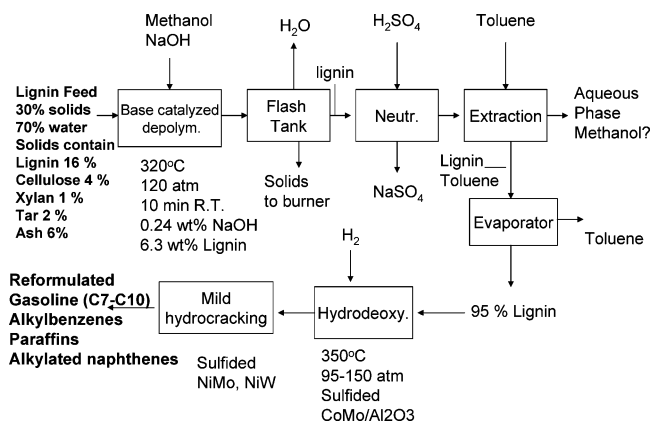 Methanol
NaOH
H₂O
H₂SO₄
Toluene
lignin
Lignin Feed
30% solids
70% water
Solids contain
Lignin 16 %
Cellulose 4 %
Xylan 1 %
Tar 2 %
Ash 6%
Base catalyzed
depolym.
Flash
Tank
Neutr.
Extraction
Aqueous
Phase
Methanol?
320ºC
120 atm
10 min R.T.
0.24 wt% NaOH
6.3 wt% Lignin
Solids
to burner
NaSO₄
Lignin
Toluene
Evaporator
Toluene
H₂
Reformulated
Gasoline (C7-C10)
Alkylbenzenes
Paraffins
Alkylated naphthenes
Mild
hydrocracking
Hydrodeoxy.
95 % Lignin
Sulfided
NiMo, NiW
350ºC
95-150 atm
Sulfided
CoMo/Al2O3